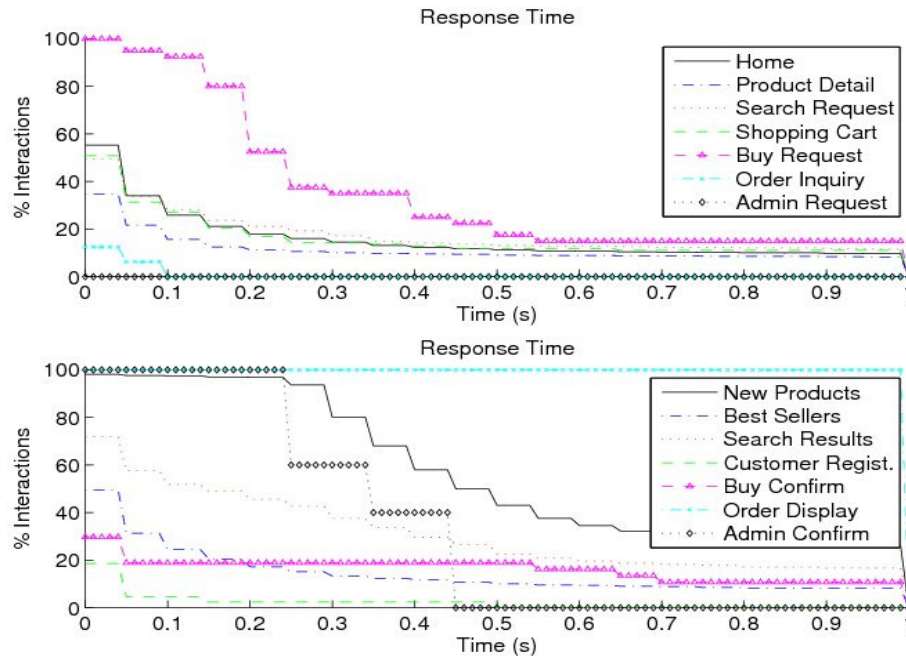 Response Time
100
80
60
40
20
0
% Interactions
Home
Product Detail
Search Request
Shopping Cart
Buy Request
Order Inquiry
Admin Request
0 0.1 0.2 0.3 0.4 0.5 0.6 0.7 0.8 0.9
Time (s)
Response Time
100
80
60
40
20
0
% Interactions
New Products
Best Sellers
Search Results
Customer Regist.
Buy Confirm
Order Display
Admin Confirm
0 0.1 0.2 0.3 0.4 0.5 0.6 0.7 0.8 0.9
Time (s)